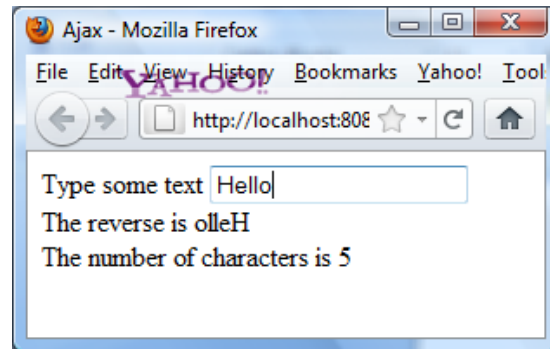 Ajax - Mozilla Firefox
File Edit View History Bookmarks Yahoo! Tool
YAHOO!
http://localhost:808
Type some text Hello
The reverse is olleH
The number of characters is 5